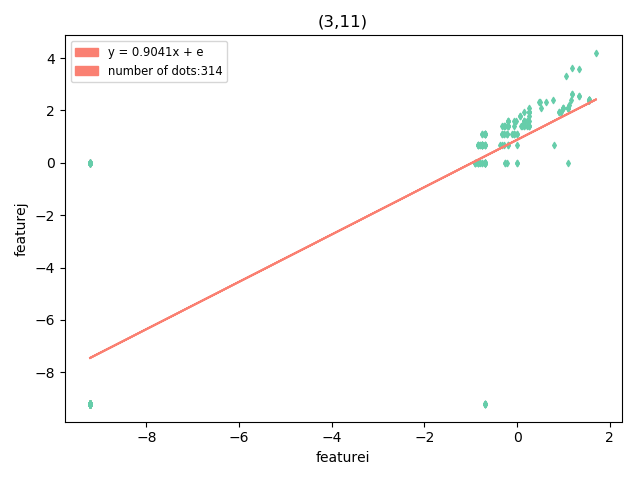 (3,11)
y = 0.9041x + e
number of dots:314
4
2
0
−2
−4
−6
−8
featurej
−8 −6 −4 −2 0 2
featurei